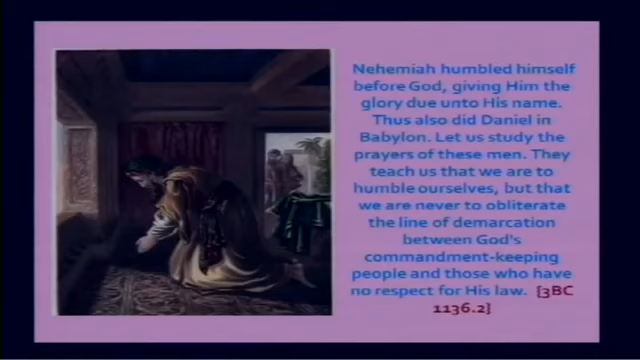 Nehemiah humbled himself
before God, giving Him the
glory due unto His name.
Thus also did Daniel in
Babylon. Let us study the
prayers of these men. They
teach us that we are to
humble ourselves, but that
we are never to obliterate
the line of demarcation
between God's
commandment-keeping
people and those who have
no respect for His law. [3BC
1136.2]